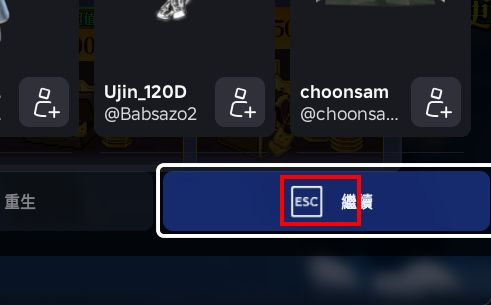 Ujin_120D
choonsam
@Babsazo2
@choonsa...
重生
ESC 繼續